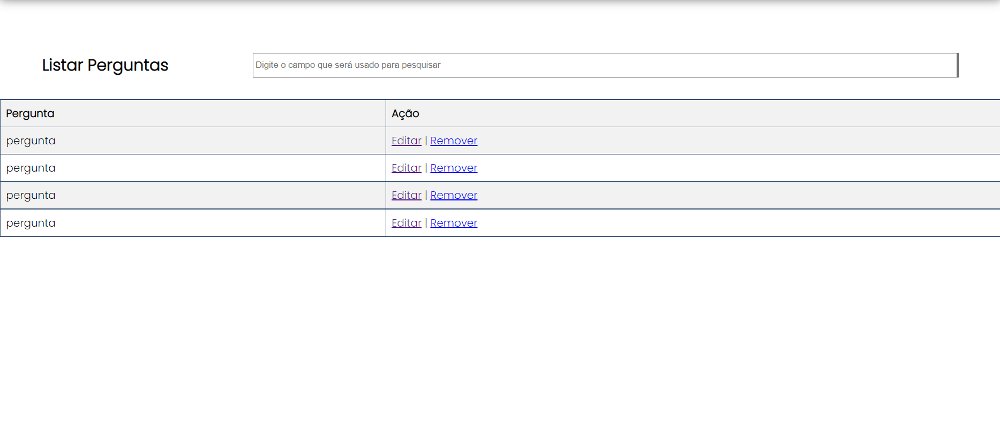 Listar Perguntas
Digite o campo que será usado para pesquisar
Pergunta Ação
pergunta Editar | Remover
pergunta Editar | Remover
pergunta Editar | Remover
pergunta Editar | Remover